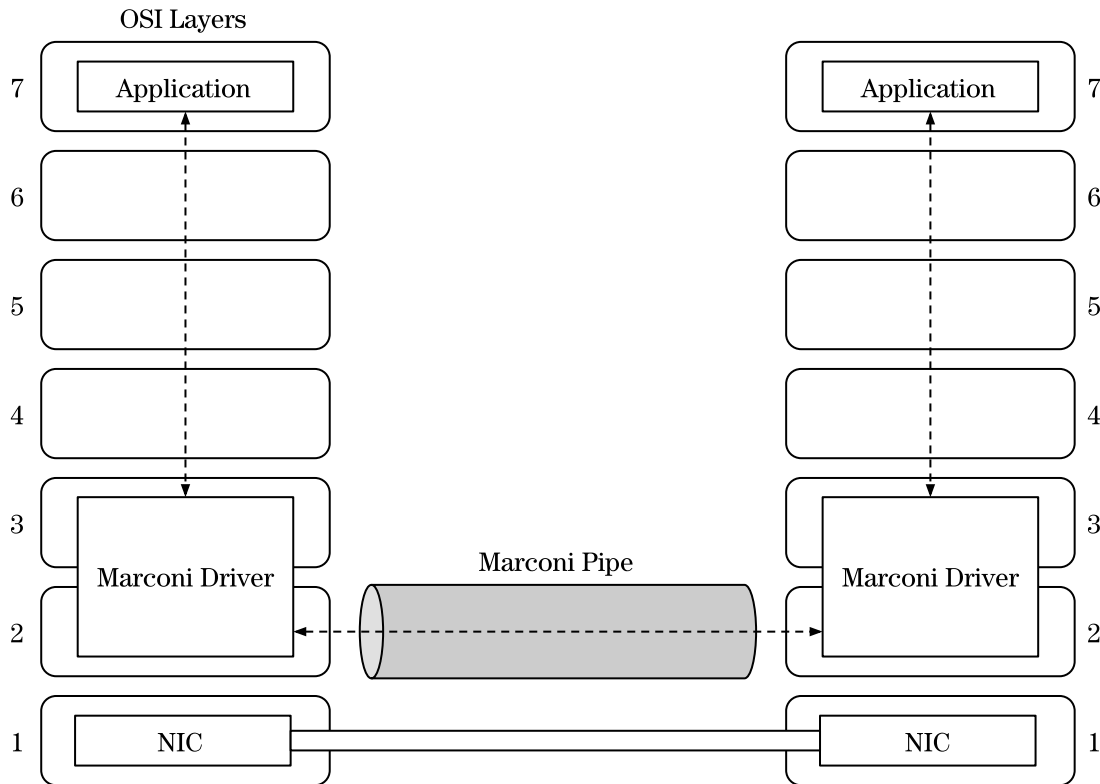 OSI Layers
7
Application
Application
7
6
6
5
5
4
4
3
3
Marconi Pipe
Marconi Driver
Marconi Driver
2
2
1
NIC
NIC
1